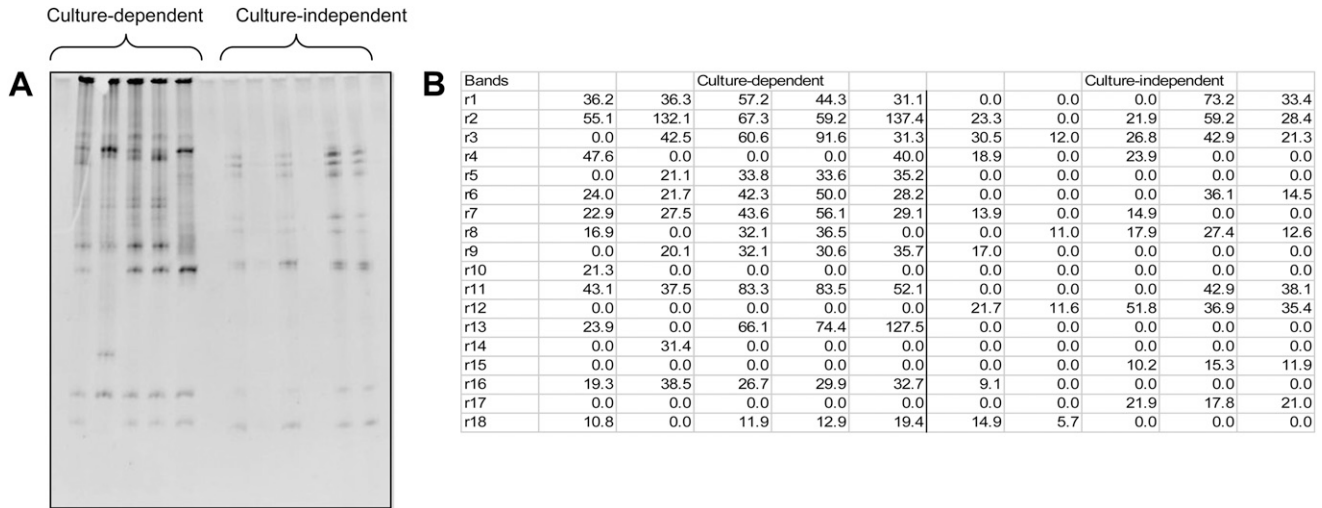 Culture-dependent Culture-independent
A
B
Bands Culture-dependent Culture-independent
r1 36.2 36.3 57.2 44.3 31.1 0.0 0.0 0.0 73.2 33.4
r2 55.1 132.1 67.3 59.2 137.4 23.3 0.0 21.9 59.2 28.4
r3 0.0 42.5 60.6 91.6 31.3 30.5 12.0 26.8 42.9 21.3
r4 47.6 0.0 0.0 0.0 40.0 18.9 0.0 23.9 0.0 0.0
r5 0.0 21.1 33.8 33.6 35.2 0.0 0.0 0.0 0.0 0.0
r6 24.0 21.7 42.3 50.0 28.2 0.0 0.0 0.0 36.1 14.5
r7 22.9 27.5 43.6 56.1 29.1 13.9 0.0 14.9 0.0 0.0
r8 16.9 0.0 32.1 36.5 0.0 0.0 11.0 17.9 27.4 12.6
r9 0.0 20.1 32.1 30.6 35.7 17.0 0.0 0.0 0.0 0.0
r10 21.3 0.0 0.0 0.0 0.0 0.0 0.0 0.0 0.0 0.0
r11 43.1 37.5 83.3 83.5 52.1 0.0 0.0 0.0 42.9 38.1
r12 0.0 0.0 0.0 0.0 0.0 21.7 11.6 51.8 36.9 35.4
r13 23.9 0.0 66.1 74.4 127.5 0.0 0.0 0.0 0.0 0.0
r14 0.0 31.4 0.0 0.0 0.0 0.0 0.0 0.0 0.0 0.0
r15 0.0 0.0 0.0 0.0 0.0 0.0 0.0 10.2 15.3 11.9
r16 19.3 38.5 26.7 29.9 32.7 9.1 0.0 0.0 0.0 0.0
r17 0.0 0.0 0.0 0.0 0.0 0.0 0.0 21.9 17.8 21.0
r18 10.8 0.0 11.9 12.9 19.4 14.9 5.7 0.0 0.0 0.0